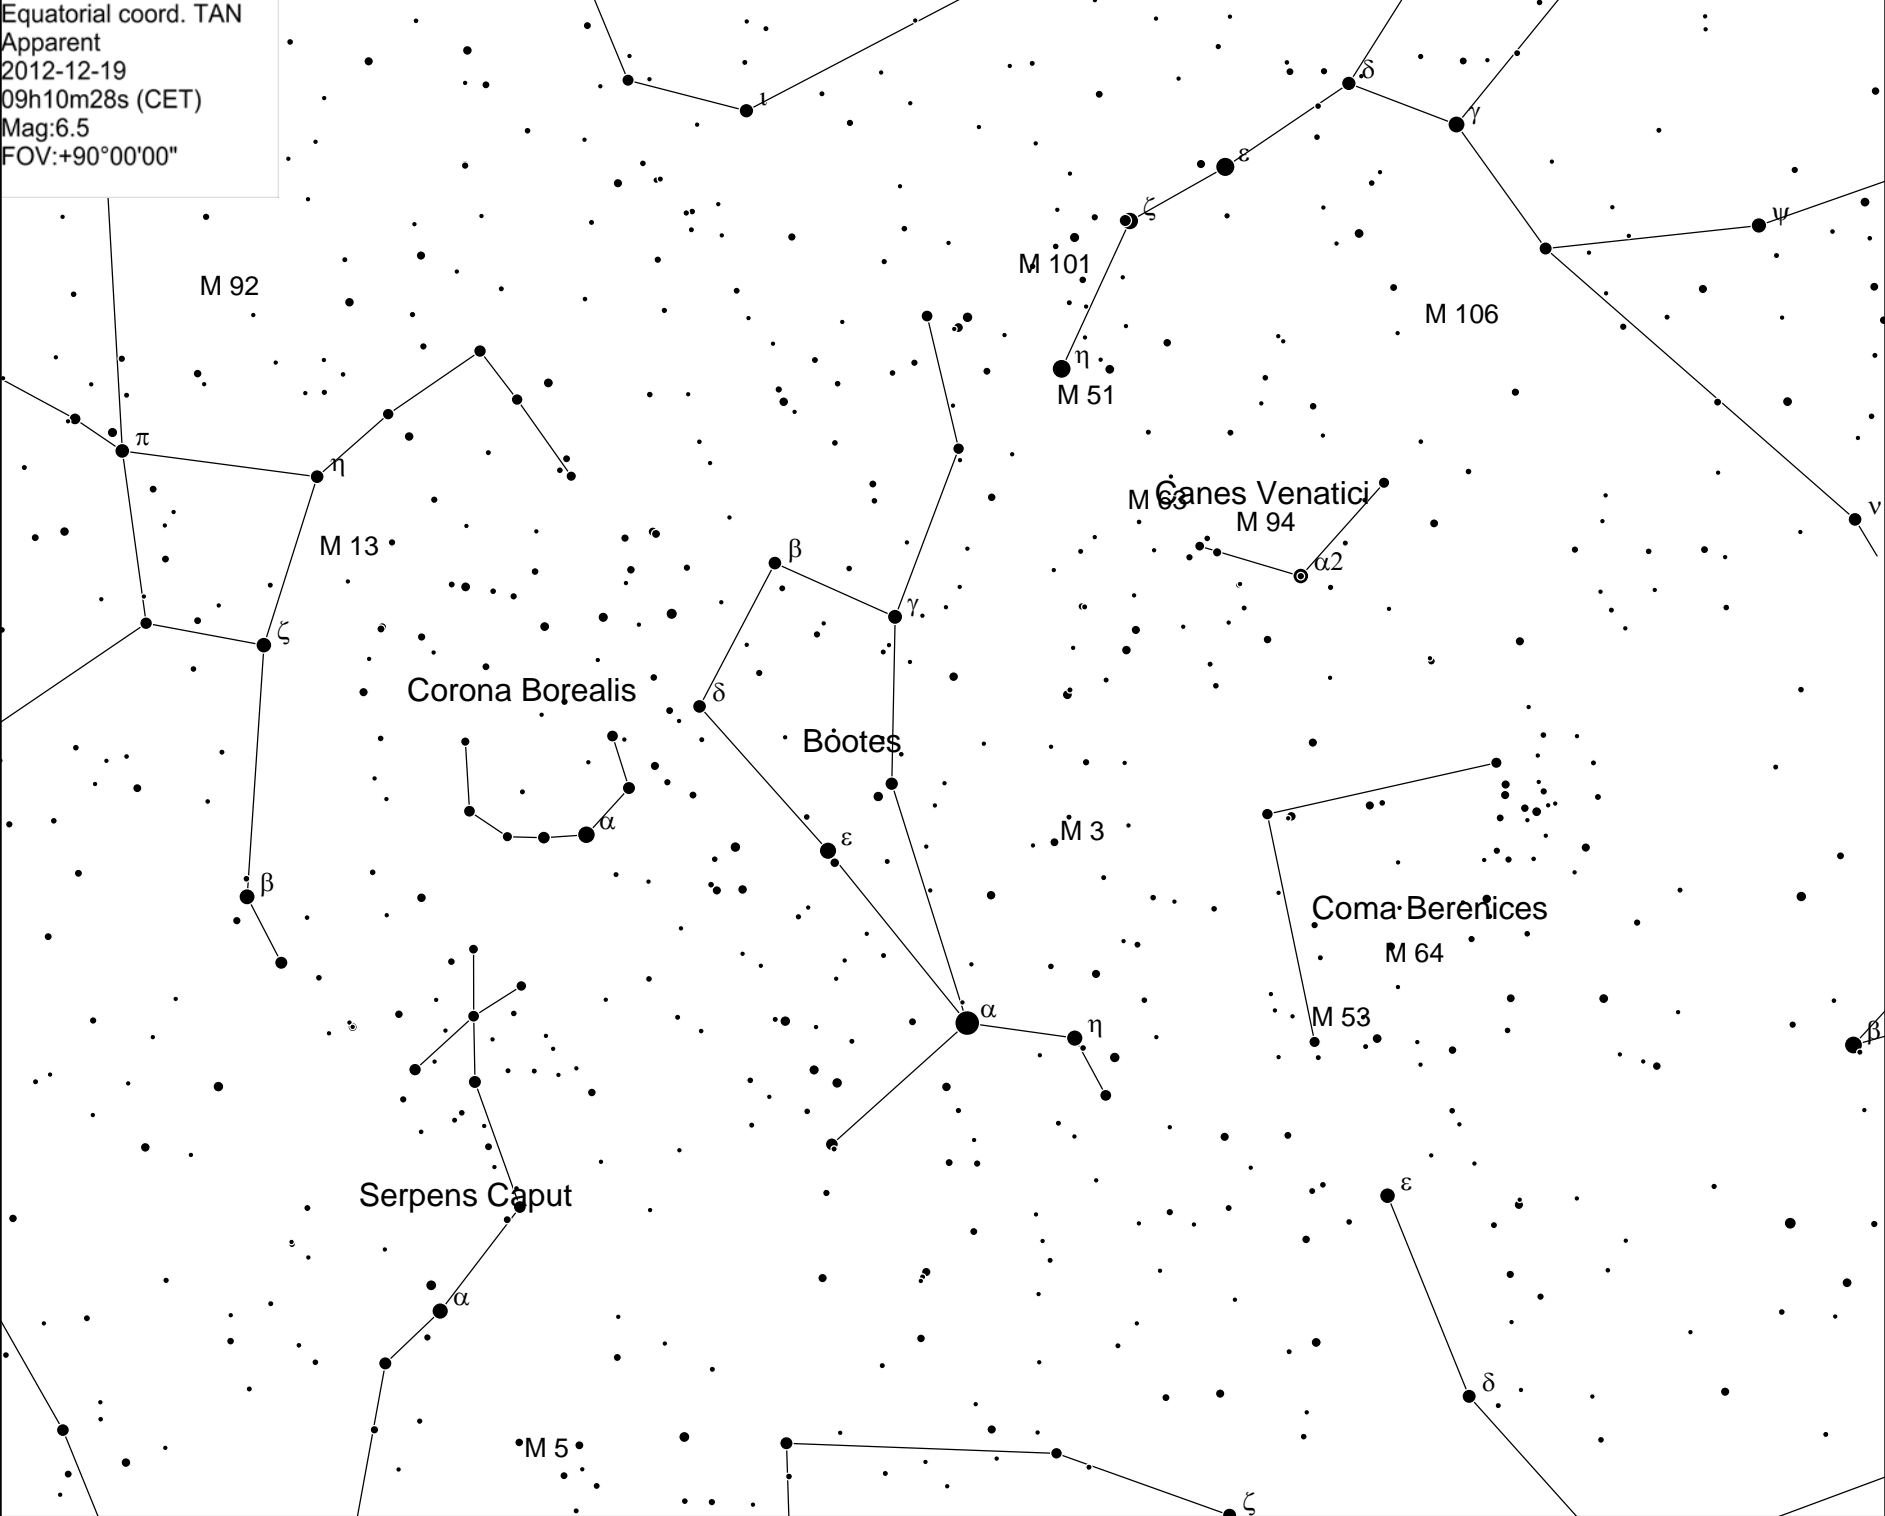 Equatorial coord. TAN
Apparent
2012-12-19
09h10m28s (CET)
Mag:6.5
FOV:+90°00'00"
δ
ι
γ
ε
ζ
ψ
M 101
M 92
M 106
η
M 51
π
η
Canes Venatici
M 63
ν
M 94
M 13
β
α2
γ
ζ
Corona Borealis
δ
Bootes
α
M 3
ε
β
Coma Berenices
M 64
α
M 53
η
β
ε
Serpens Caput
α
δ
M 5
ζ